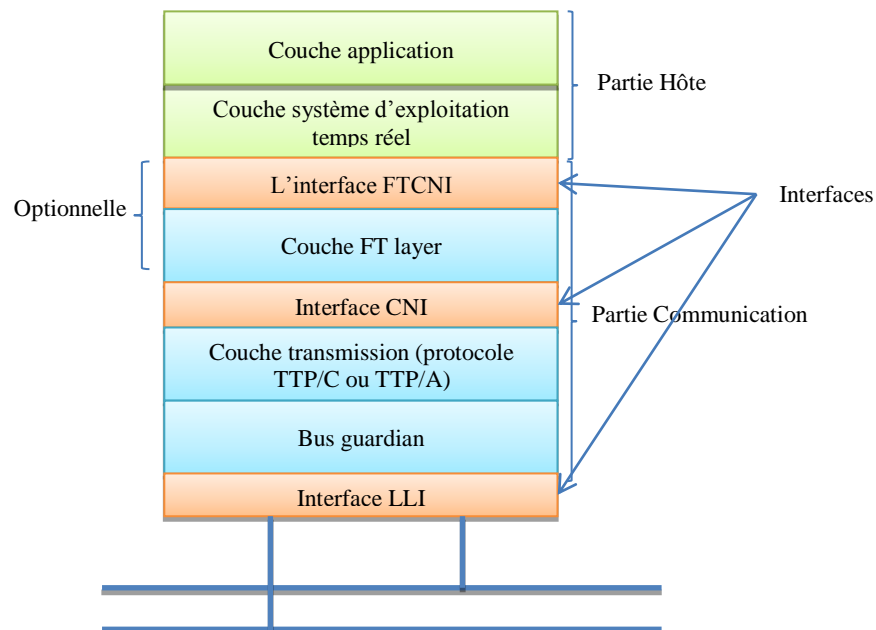 Couche application
Partie Hôte
Couche système d'exploitation
temps réel
L'interface FTCNI
Optionnelle
Interfaces
Couche FT layer
Interface CNI
Partie Communication
Couche transmission (protocole
TTP/C ou TTP/A)
Bus guardian
Interface LLI